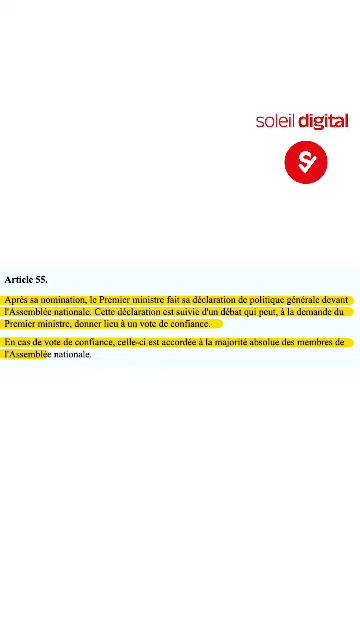 soleil digital
Article 55.
Après sa nomination, le Premier ministre fait sa déclaration de politique générale devant
l'Assemblée nationale. Cette déclaration est suivie d'un débat qui peut, à la demande du
Premier ministre, donner lieu à un vote de confiance.
En cas de vote de confiance, celle-ci est accordée à la majorité absolue des membres de
l'Assemblée nationale.